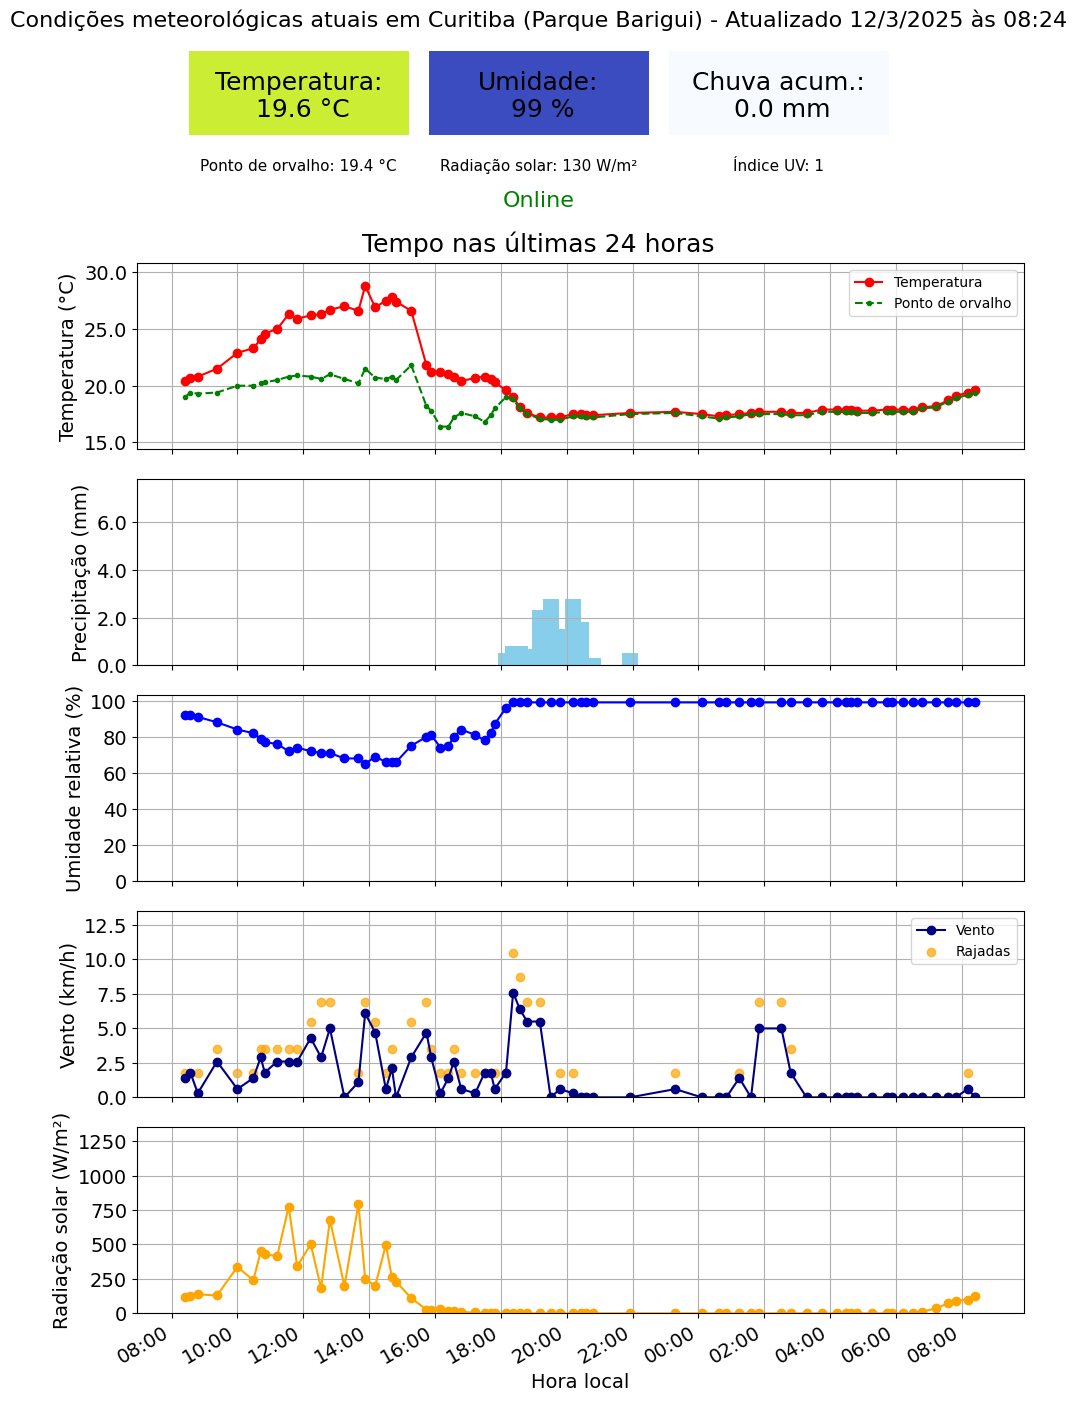 Condições meteorológicas atuais em Curitiba (Parque Barigui) - Atualizado 12/3/2025 às 08:24
Temperatura:
19.6 °C
Umidade:
99 %
Chuva acum.:
0.0 mm
Ponto de orvalho: 19.4 °C
Radiação solar: 130 W/m²
Índice UV: 1
Online
Tempo nas últimas 24 horas
Temperatura (°C)
30.0
25.0
20.0
15.0
Temperatura
Ponto de orvalho
Precipitação (mm)
6.0
4.0
2.0
0.0
Umidade relativa (%)
100
80
60
40
20
0
Vento (km/h)
12.5
10.0
7.5
5.0
2.5
0.0
Vento
Rajadas
Radiação solar (W/m²)
1250
1000
750
500
250
0
08:00
10:00
12:00
14:00
16:00
18:00
20:00
22:00
00:00
02:00
04:00
06:00
08:00
Hora local